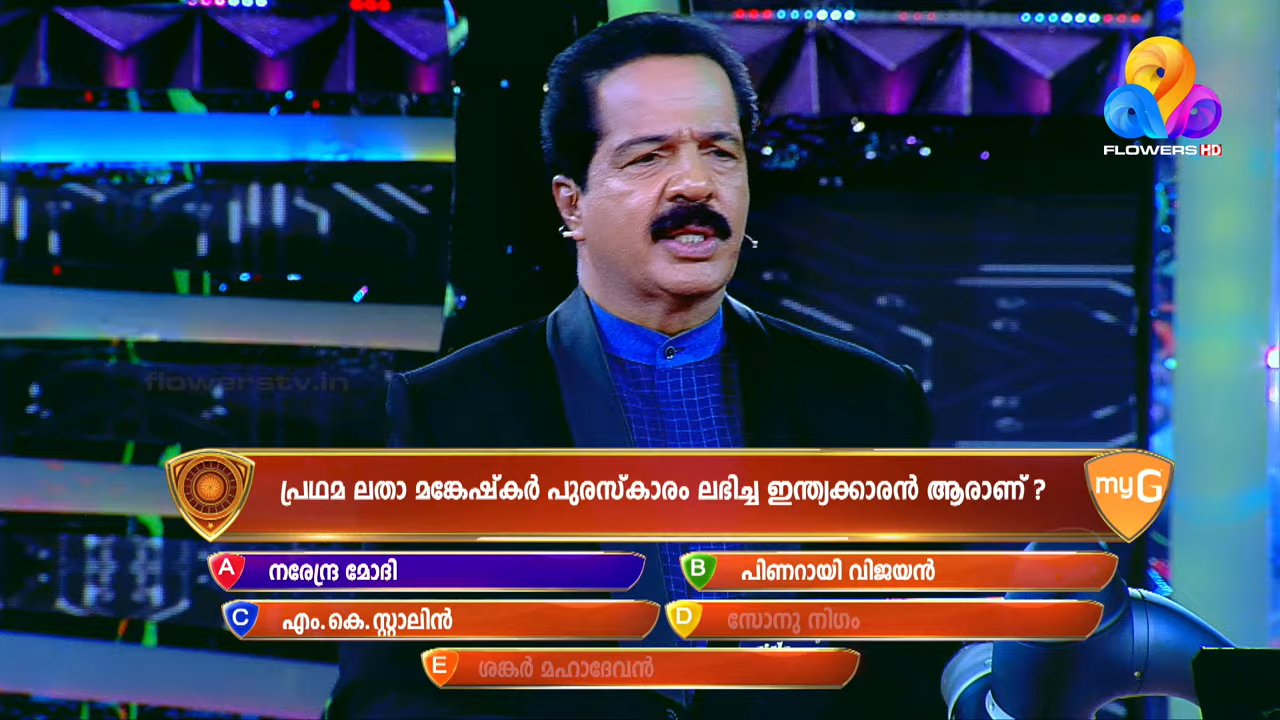 FLOWERS HD
flowerstv.in
പ്രഥമ ലതാ മങ്കേഷ്കർ പുരസ്കാരം ലഭിച്ച ഇന്ത്യക്കാരൻ ആരാണ് ?
myG
A നരേന്ദ്ര മോദി
B പിണറായി വിജയൻ
C എം.കെ.സ്റ്റാലിൻ
D സോനു നിഗം
E ശങ്കർ മഹാദേവൻ